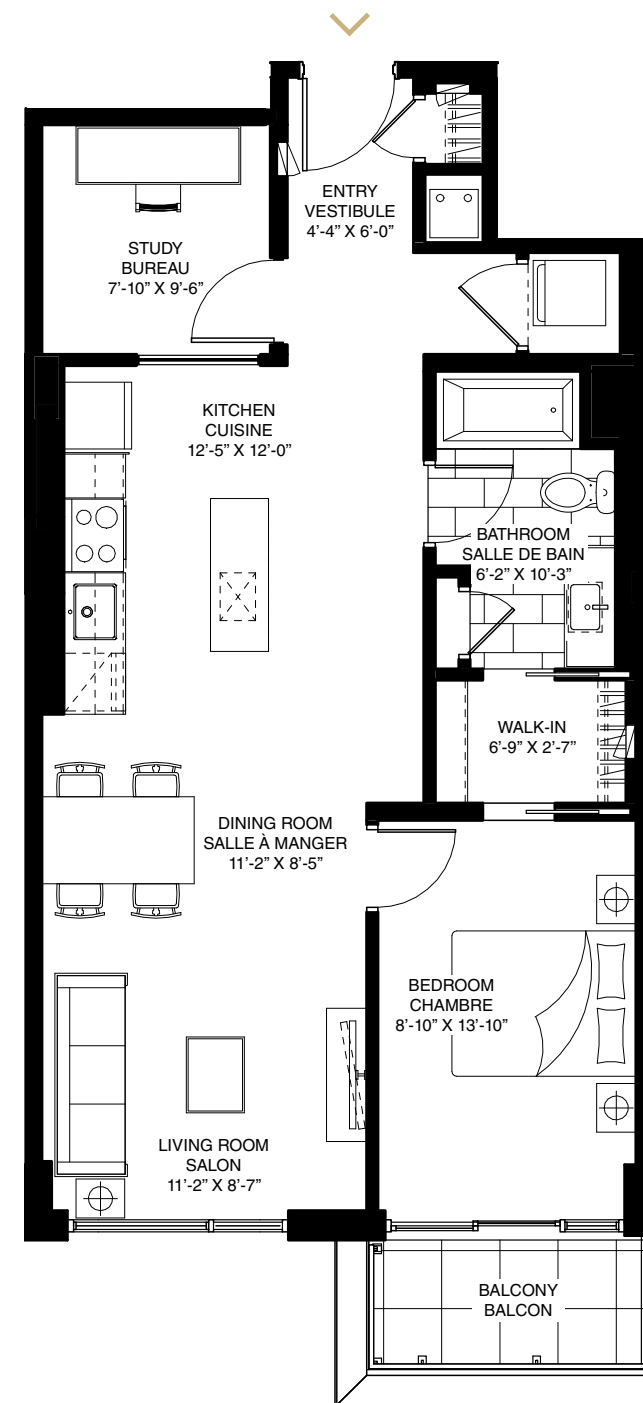 ENTRY
VESTIBULE
4’-4” X 6’-0”
STUDY
BUREAU
7’-10” X 9’-6”
KITCHEN
CUISINE
12’-5” X 12’-0”
BATHROOM
SALLE DE BAIN
6’-2” X 10’-3”
X
WALK-IN
6’-9” X 2’-7”
DINING ROOM
SALLE À MANGER
11’-2” X 8’-5”
BEDROOM
CHAMBRE
8’-10” X 13’-10”
LIVING ROOM
SALON
11’-2” X 8’-7”
BALCONY
BALCON